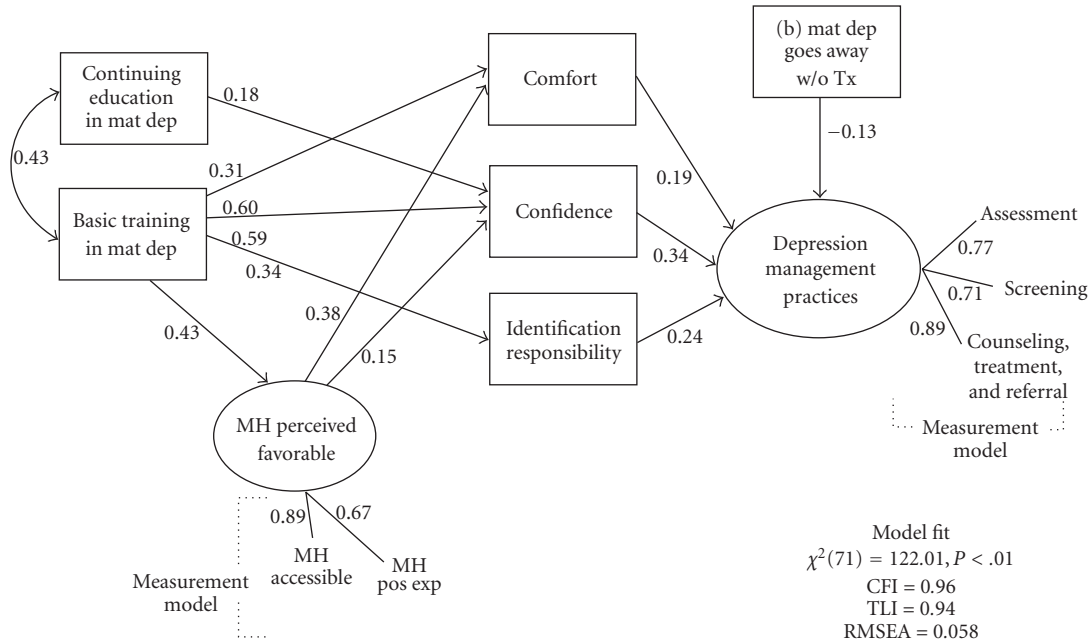 Continuing
education
in mat dep
Basic training
in mat dep
0.43
0.18
0.31
0.60
0.59
0.34
0.43
0.38
0.15
Comfort
Confidence
Identification
responsibility
(b) mat dep
goes away
w/o Tx
−0.13
0.19
0.34
0.24
Depression
management
practices
Assessment
0.77
Screening
0.71
0.89
Counseling,
treatment,
and referral
Measurement
model
MH perceived
favorable
0.89
0.67
MH
accessible
MH
pos exp
Measurement
model
Model fit
χ²(71) = 122.01, P < .01
CFI = 0.96
TLI = 0.94
RMSEA = 0.058